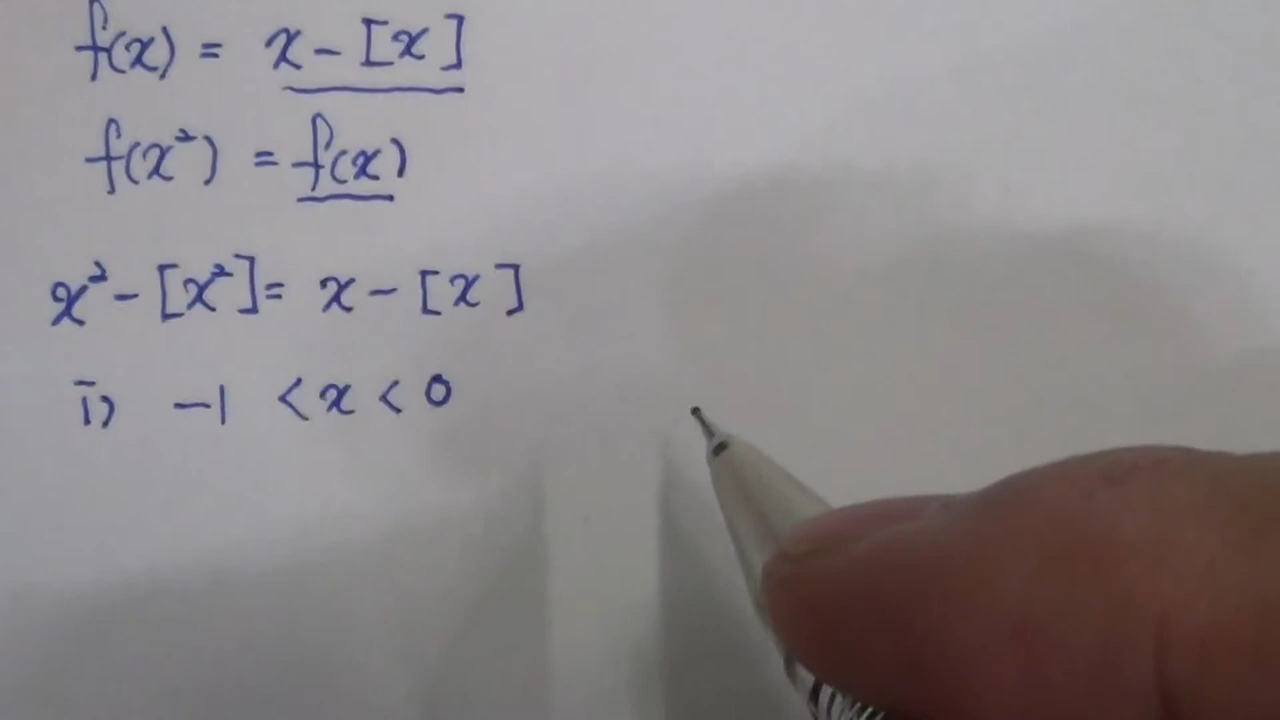 f(x) = x - [x]
f(x²) = f(x)
x² - [x²] = x - [x]
i) -1 < x < 0